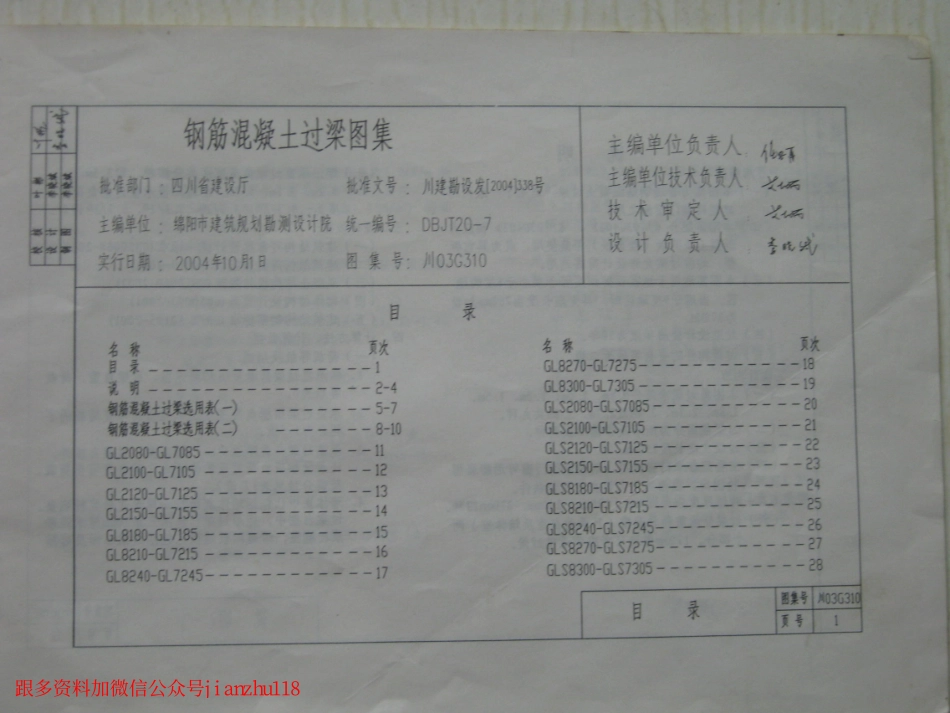 钢筋混凝土过梁图集
批准部门：四川省建设厅 批准文号：川建勘设发[2004]338号
主编单位：绵阳市建筑规划勘测设计院 统一编号：DBJT20-7
实行日期：2004年10月1日 图集号：川03G310
主编单位负责人
主编单位技术负责人
技术审定人
设计负责人
校核
设计
制图
目 录
名 称 页次
目 录 1
说 明 2-4
钢筋混凝土过梁选用表(一) 5-7
钢筋混凝土过梁选用表(二) 8-10
GL2080-GL7085 11
GL2100-GL7105 12
GL2120-GL7125 13
GL2150-GL7155 14
GL8180-GL7185 15
GL8210-GL7215 16
GL8240-GL7245 17
名 称 页次
GL8270-GL7275 18
GL8300-GL7305 19
GLS2080-GLS7085 20
GLS2100-GLS7105 21
GLS2120-GLS7125 22
GLS2150-GLS7155 23
GLS8180-GLS7185 24
GLS8210-GLS7215 25
GLS8240-GLS7245 26
GLS8270-GLS7275 27
GLS8300-GLS7305 28
目 录
图集号 川03G310
页号 1
跟多资料加微信公众号jianzhu118